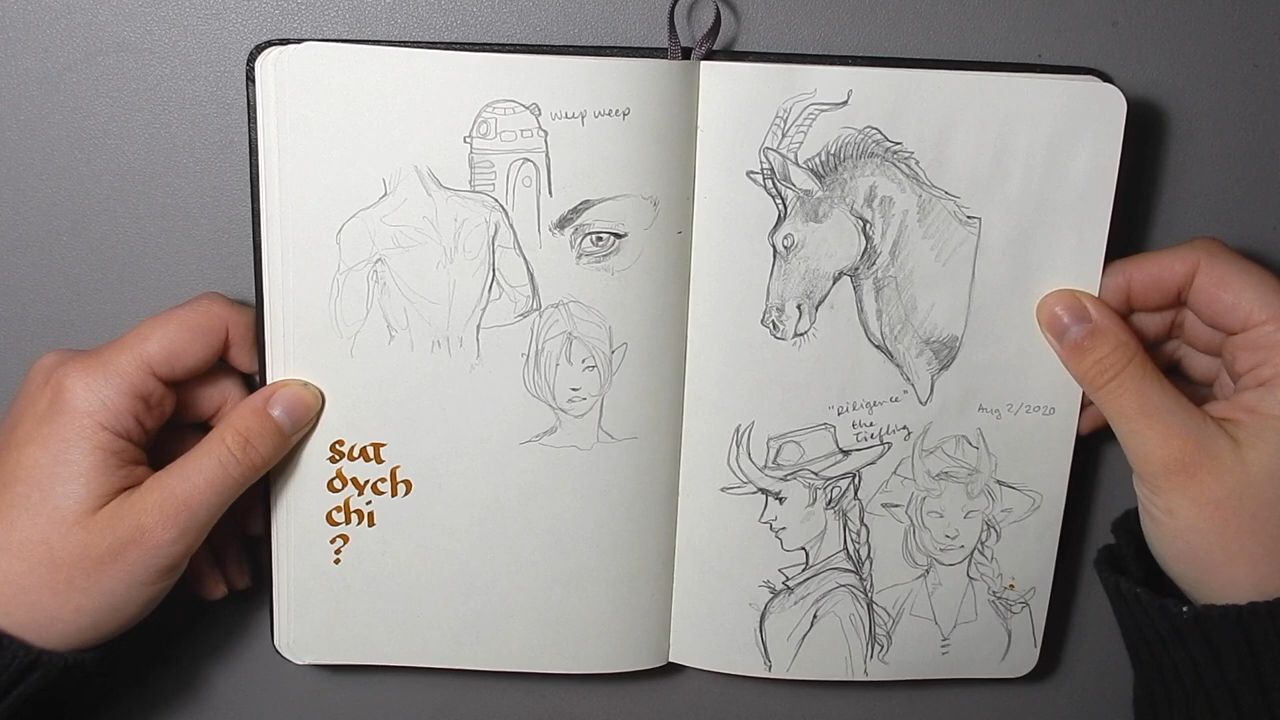 weep weep
sut
dych
chi
?
"Diligence"
the
Tiefling
Aug 2/2020